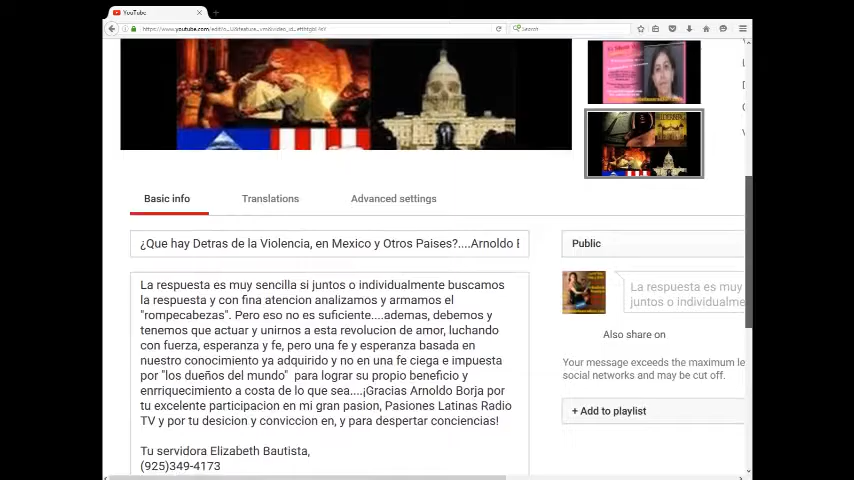 YouTube
Search
Basic info
Translations
Advanced settings
¿Que hay Detras de la Violencia, en Mexico y Otros Paises?....Arnoldo
Public
La respuesta es muy sencilla si juntos o individualmente buscamos
la respuesta y con fina atencion analizamos y armamos el
"rompecabezas". Pero eso no es suficiente....ademas, debemos y
tenemos que actuar y unirnos a esta revolucion de amor, luchando
con fuerza, esperanza y fe, pero una fe y esperanza basada en
nuestro conocimiento ya adquirido y no en una fe ciega e impuesta
por "los dueños del mundo" para lograr su propio beneficio y
enrriquecimiento a costa de lo que sea....¡Gracias Arnoldo Borja por
tu excelente participacion en mi gran pasion, Pasiones Latinas Radio
TV y por tu desicion y conviccion en, y para despertar conciencias!
Tu servidora Elizabeth Bautista,
(925)349-4173
La respuesta es muy
juntos o individualme
Also share on
Your message exceeds the maximum le
social networks and may be cut off.
+ Add to playlist